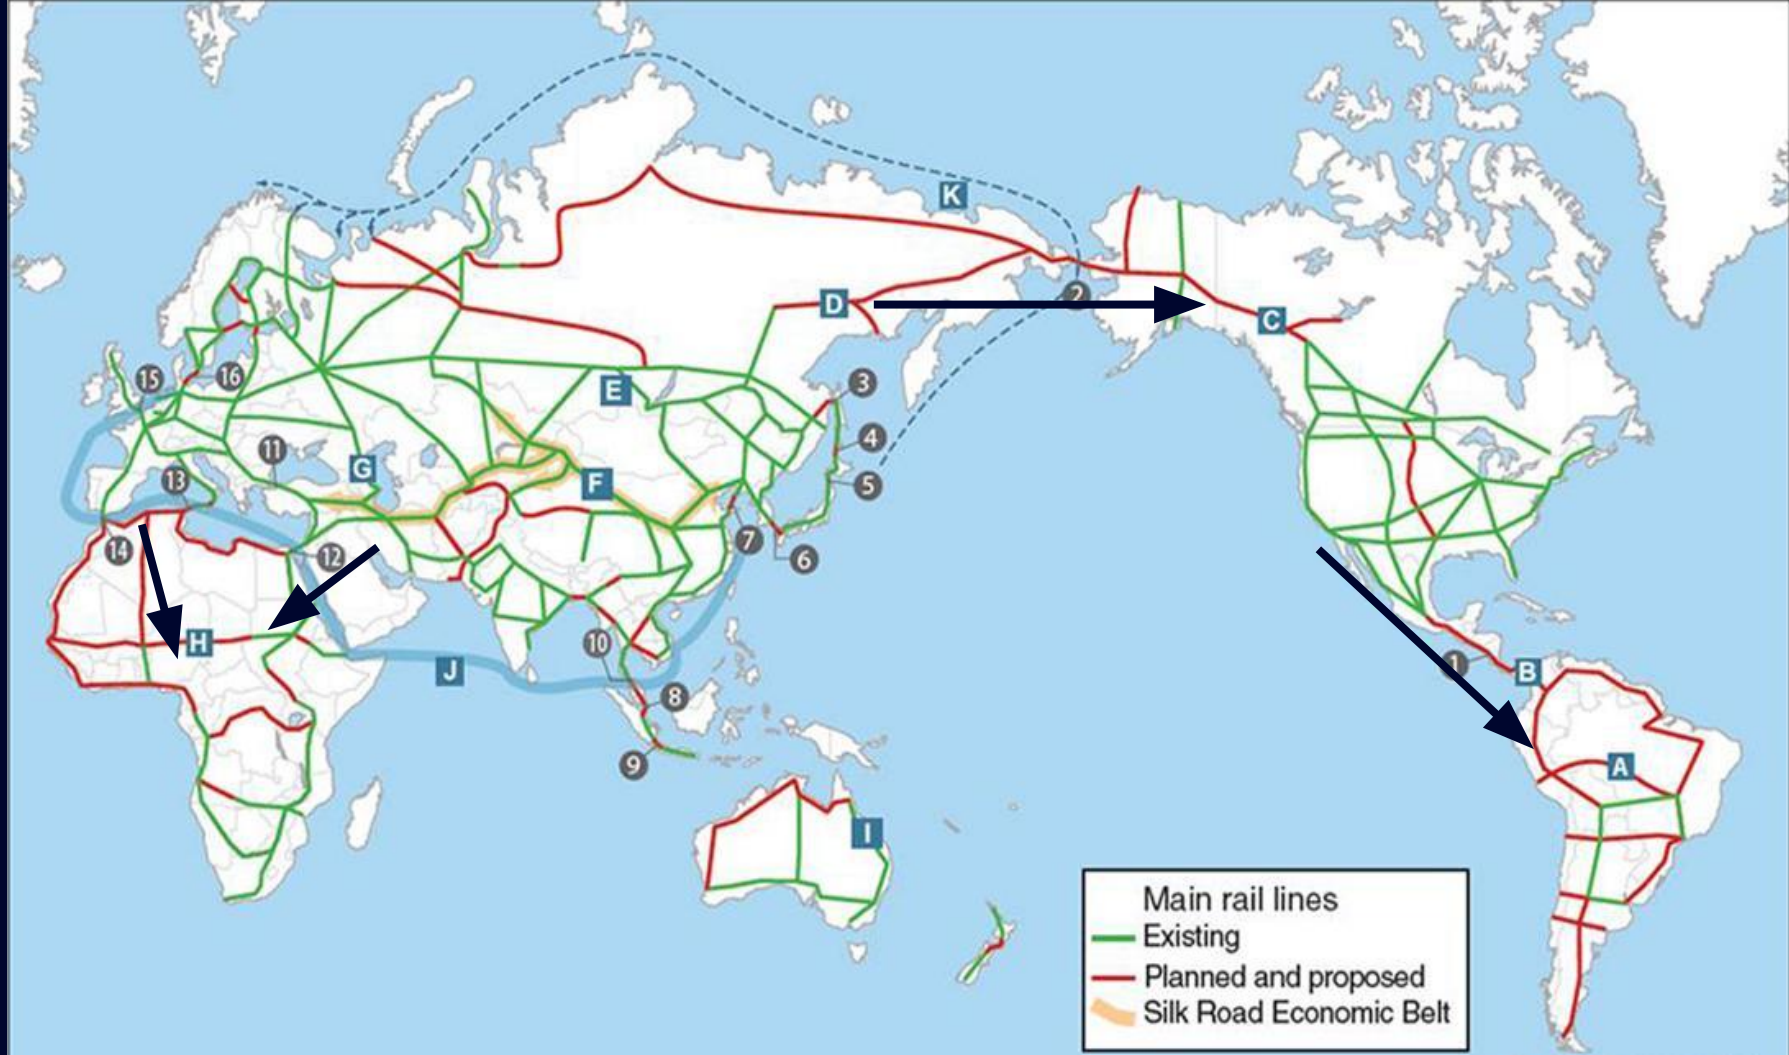 K
2
D
C
3
15
16
E
4
11
G
13
F
5
7
14
12
6
10
H
1
J
B
8
9
A
I
Main rail lines
Existing
Planned and proposed
Silk Road Economic Belt